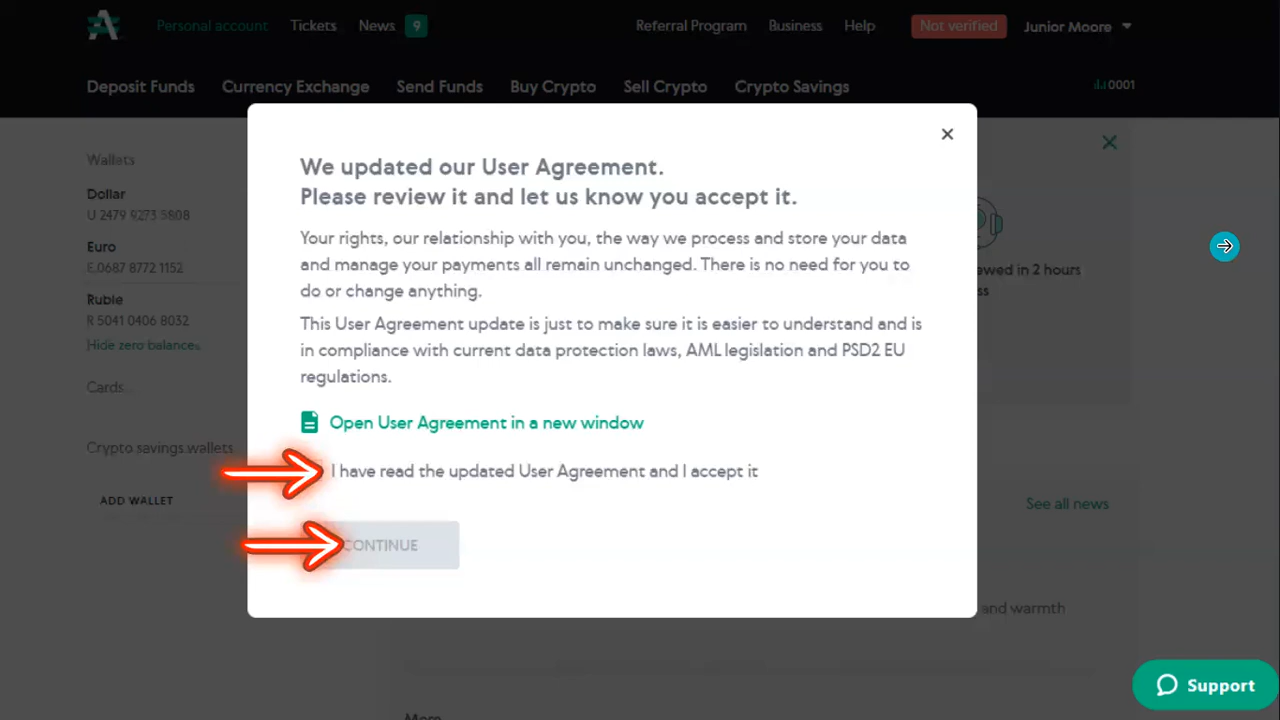 Personal account Tickets News 9 Referral Program Business Help Not verified Junior Moore
Deposit Funds Currency Exchange Send Funds Buy Crypto Sell Crypto Crypto Savings 0001
We updated our User Agreement.
Please review it and let us know you accept it.
Your rights, our relationship with you, the way we process and store your data
and manage your payments all remain unchanged. There is no need for you to
do or change anything.
This User Agreement update is just to make sure it is easier to understand and is
in compliance with current data protection laws, AML legislation and PSD2 EU
regulations.
Open User Agreement in a new window
I have read the updated User Agreement and I accept it
CONTINUE
Wallets
Dollar
U 2479 9273 5808
Euro
E 0687 8772 1152
Ruble
R 5041 0406 8032
Hide zero balances
Cards
Crypto savings wallets
ADD WALLET
in 2 hours
See all news
and warmth
Support